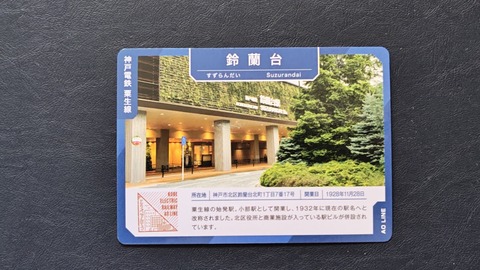 鈴蘭台
すずらんだい Suzurandai
神戸電鉄 粟生線
所在地 神戸市北区鈴蘭台北町1丁目7番17号 開業日 1928年11月28日
KOBE
ELECTRIC
RAILWAY
AO LINE
粟生線の始発駅。小部駅として開業し、1932年に現在の駅名へと
改称されました。北区役所と商業施設が入っている駅ビルが併設され
ています。
AO LINE